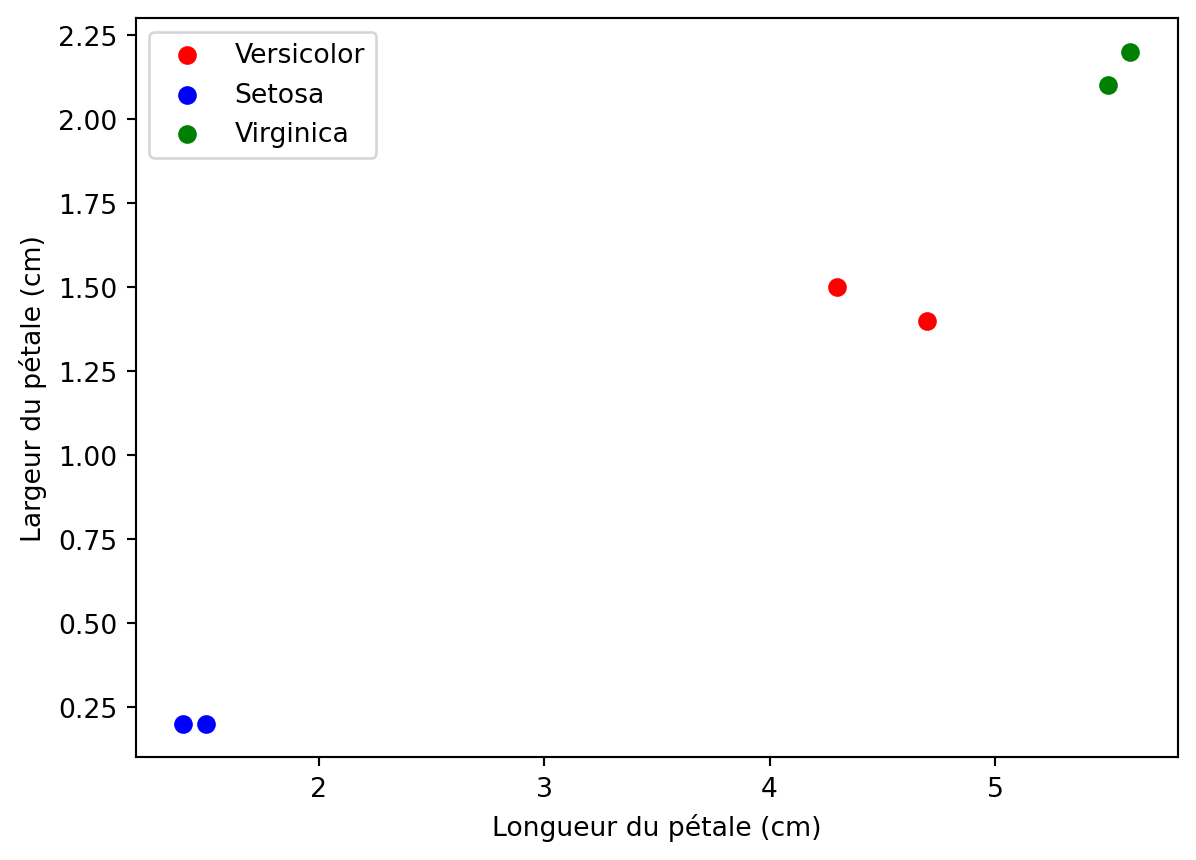 2.25
2.00
1.75
1.50
1.25
1.00
0.75
0.50
0.25
Largeur du pétale (cm)
Versicolor
Setosa
Virginica
2 3 4 5
Longueur du pétale (cm)